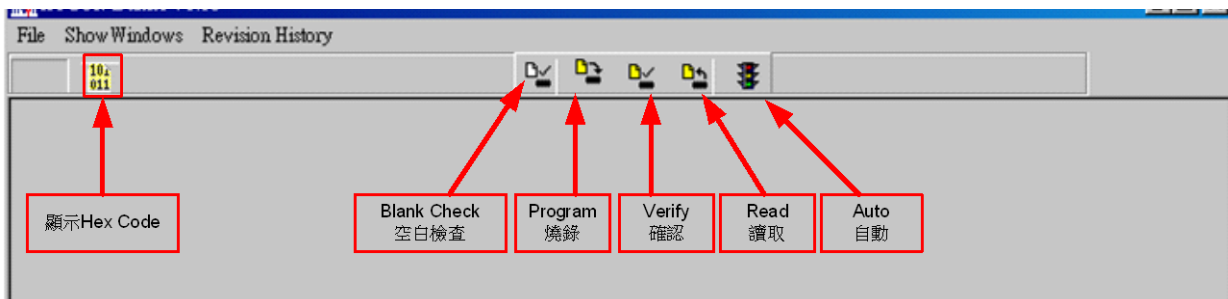 File Show Windows Revision History
101
011
顯示Hex Code
Blank Check
空白檢查
Program
燒錄
Verify
確認
Read
讀取
Auto
自動